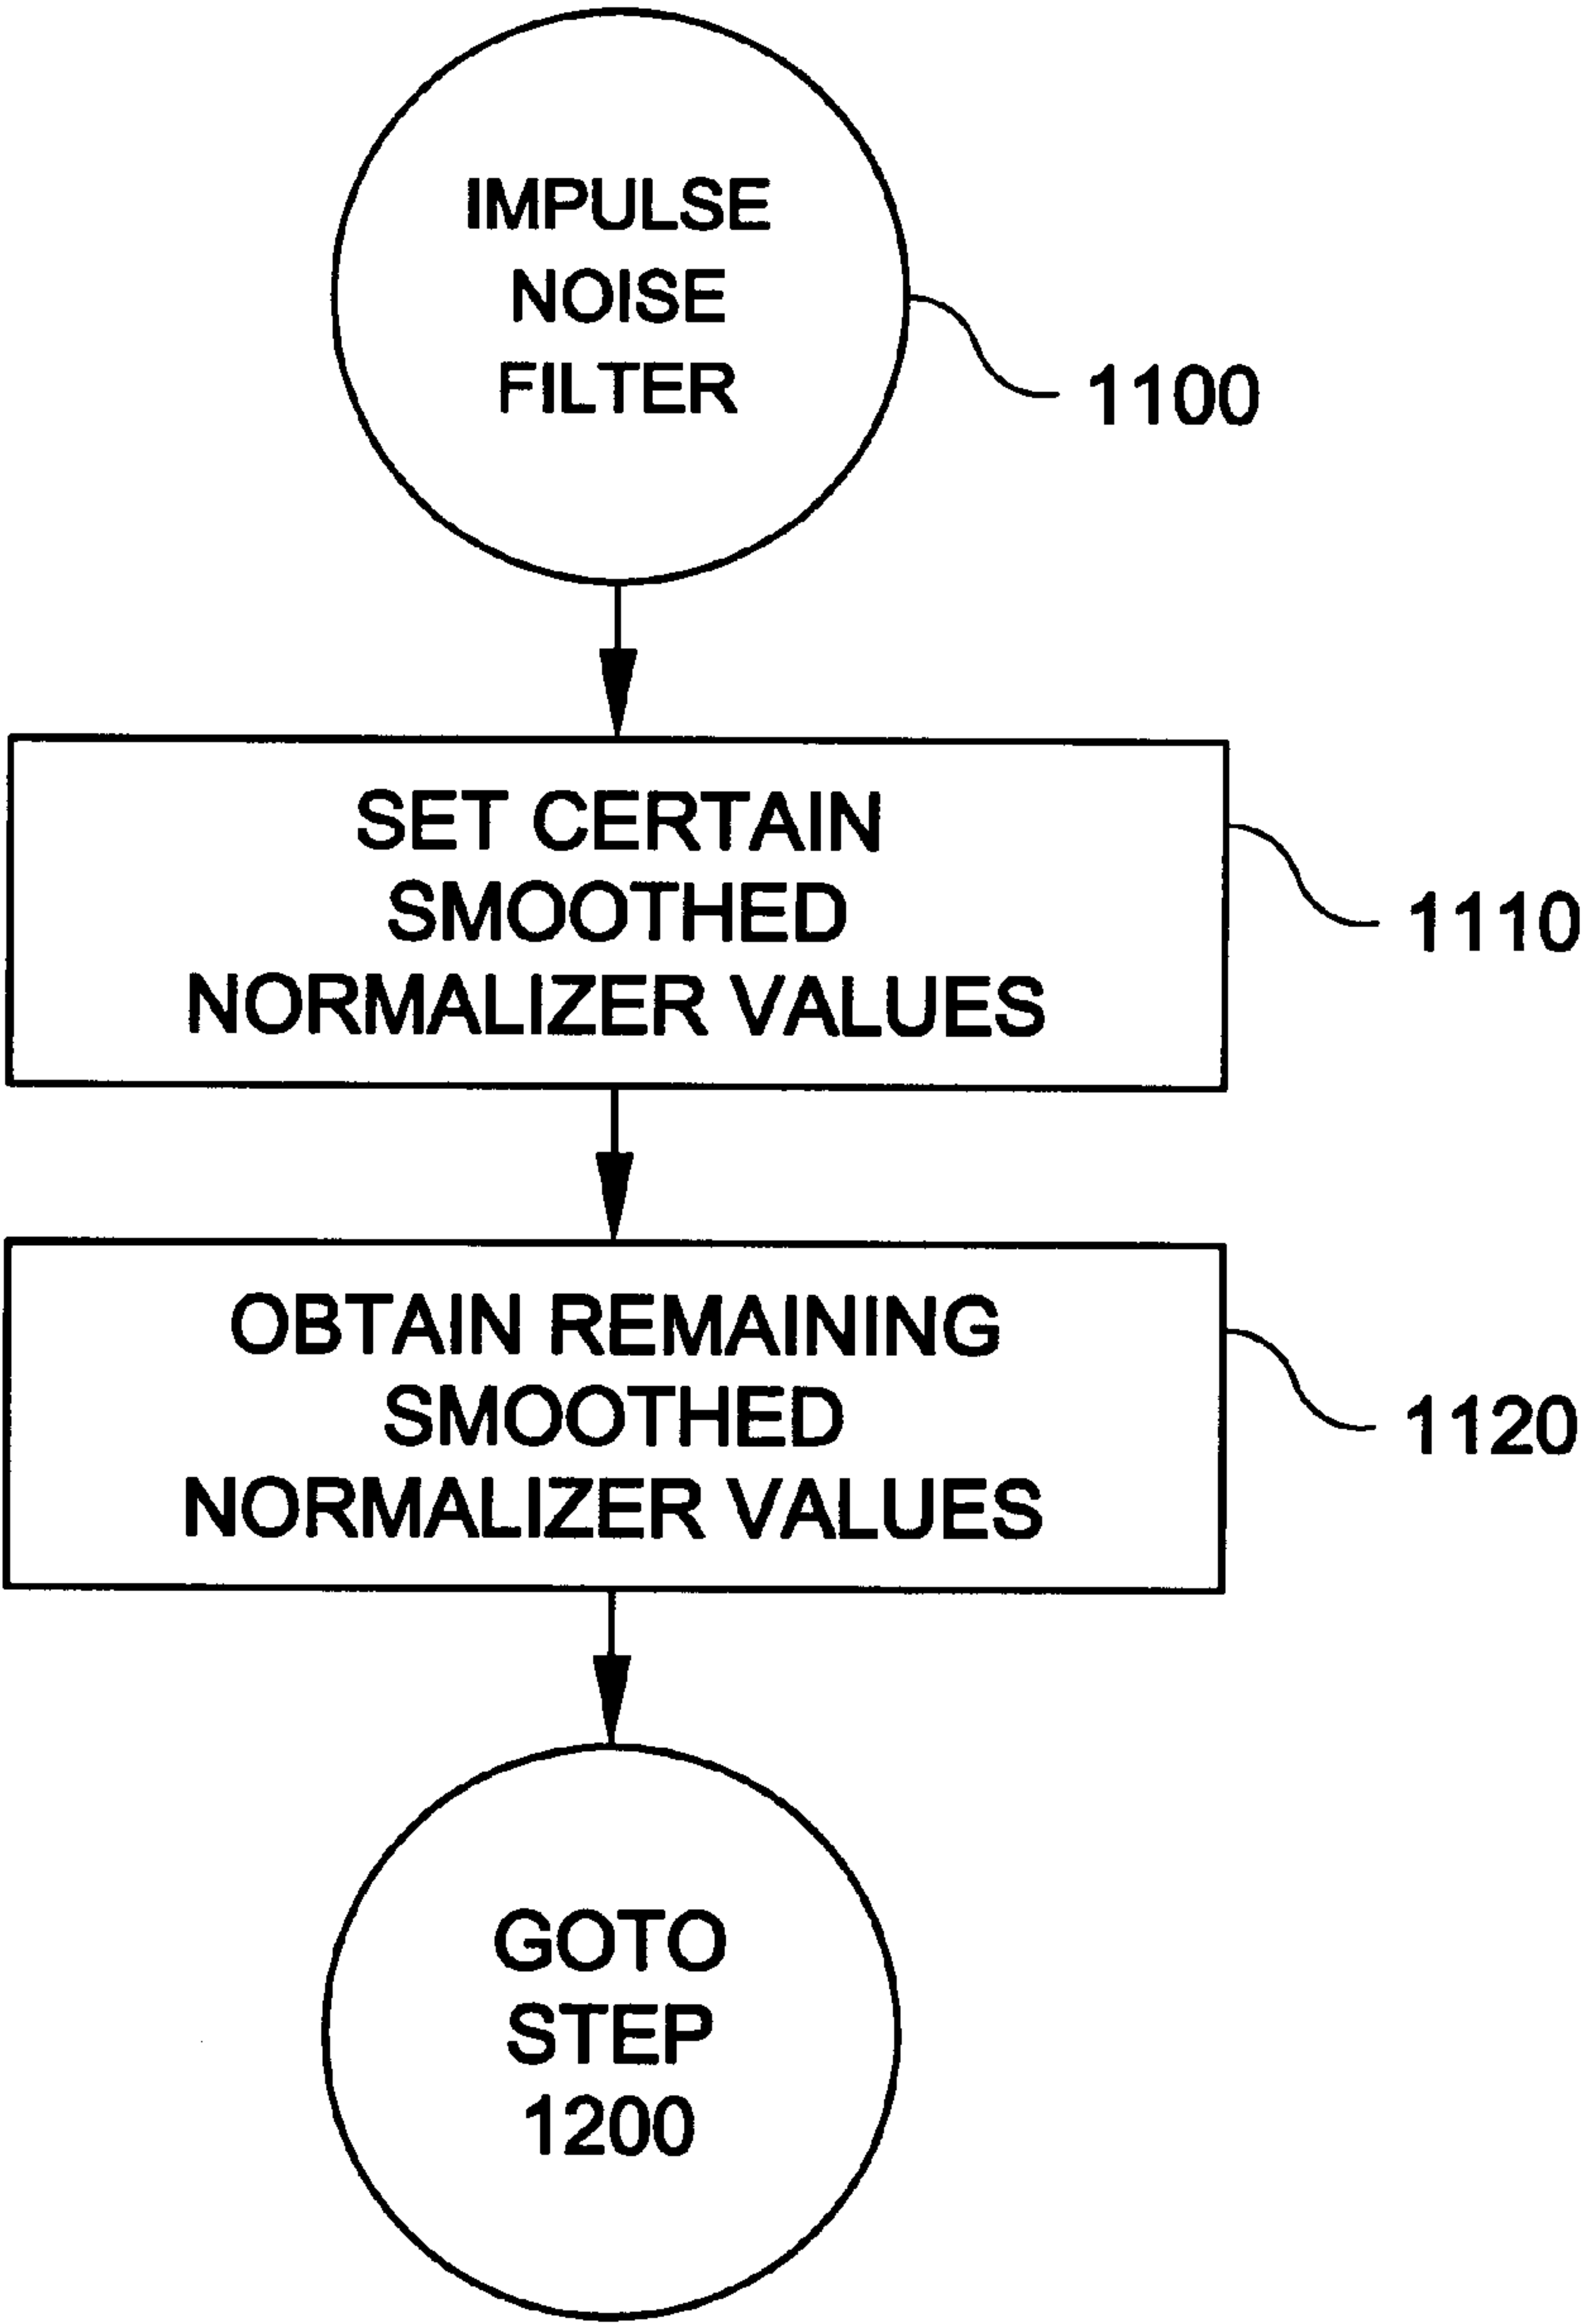 IMPULSE
NOISE
FILTER
1100
SET CERTAIN
SMOOTHED
NORMALIZER VALUES
1110
OBTAIN REMAINING
SMOOTHED
NORMALIZER VALUES
1120
GOTO
STEP
1200